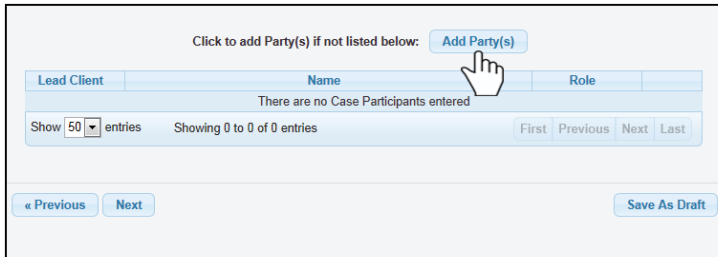 Click to add Party(s) if not listed below: Add Party(s)
Lead Client Name Role
There are no Case Participants entered
Show 50 entries Showing 0 to 0 of 0 entries First Previous Next Last
« Previous Next Save As Draft